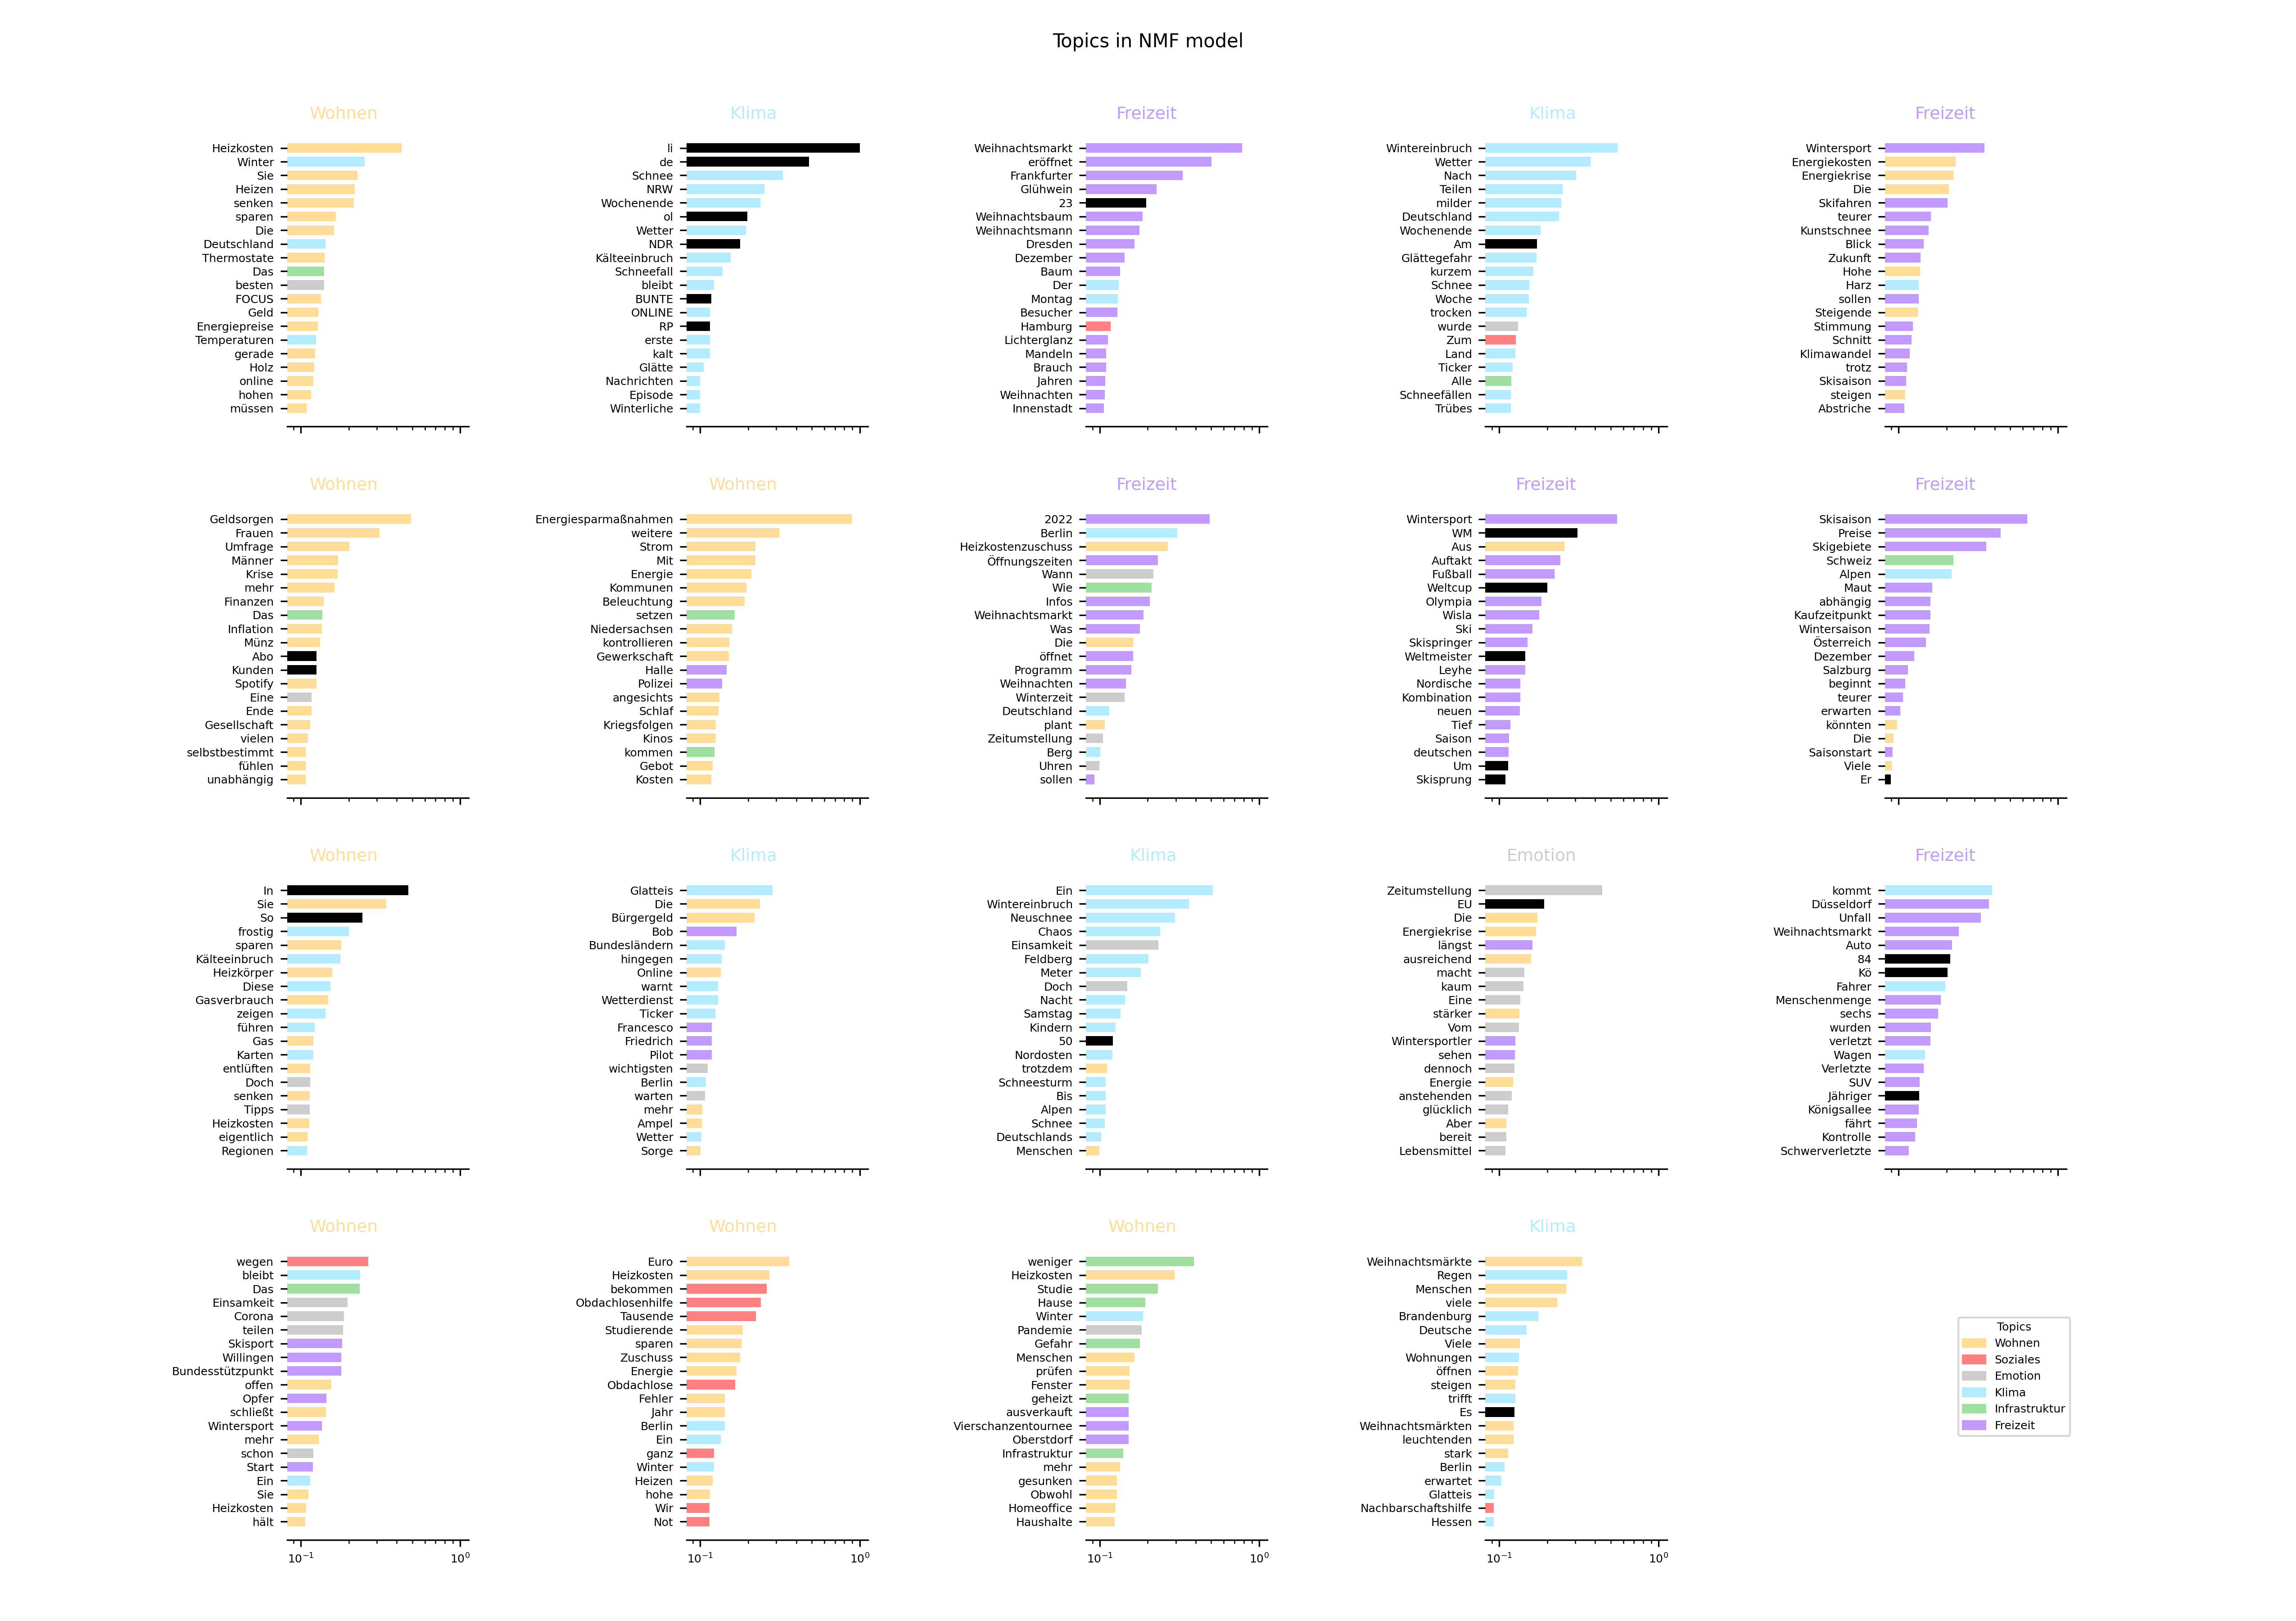 Topics in NMF model
Wohnen
Heizkosten
Winter
Sie
Heizen
senken
sparen
Die
Deutschland
Thermostate
Das
besten
FOCUS
Geld
Energiepreise
Temperaturen
gerade
Holz
online
hohen
müssen
Klima
li
de
Schnee
NRW
Wochenende
ol
Wetter
NDR
Kälteeinbruch
Schneefall
bleibt
BUNTE
ONLINE
RP
erste
kalt
Glätte
Nachrichten
Episode
Winterliche
Freizeit
Weihnachtsmarkt
eröffnet
Frankfurter
Glühwein
23
Weihnachtsbaum
Weihnachtsmann
Dresden
Dezember
Baum
Der
Montag
Besucher
Hamburg
Lichterglanz
Mandeln
Brauch
Jahren
Weihnachten
Innenstadt
Klima
Wintereinbruch
Wetter
Nach
Teilen
milder
Deutschland
Wochenende
Am
Glättegefahr
kurzem
Schnee
Woche
trocken
wurde
Zum
Land
Ticker
Alle
Schneefällen
Trübes
Freizeit
Wintersport
Energiekosten
Energiekrise
Die
Skifahren
teurer
Kunstschnee
Blick
Zukunft
Hohe
Harz
sollen
Steigende
Stimmung
Schnitt
Klimawandel
trotz
Skisaison
steigen
Abstriche
Wohnen
Geldsorgen
Frauen
Umfrage
Männer
Krise
mehr
Finanzen
Das
Inflation
Münz
Abo
Kunden
Spotify
Eine
Ende
Gesellschaft
vielen
selbstbestimmt
fühlen
unabhängig
Wohnen
Energiesparmaßnahmen
weitere
Strom
Mit
Energie
Kommunen
Beleuchtung
setzen
Niedersachsen
kontrollieren
Gewerkschaft
Halle
Polizei
angesichts
Schlaf
Kriegsfolgen
Kinos
kommen
Gebot
Kosten
Freizeit
2022
Berlin
Heizkostenzuschuss
Öffnungszeiten
Wann
Wie
Infos
Weihnachtsmarkt
Was
Die
öffnet
Programm
Weihnachten
Winterzeit
Deutschland
plant
Zeitumstellung
Berg
Uhren
sollen
Freizeit
Wintersport
WM
Aus
Auftakt
Fußball
Weltcup
Olympia
Wisla
Ski
Skispringer
Weltmeister
Leyhe
Nordische
Kombination
neuen
Tief
Saison
deutschen
Um
Skisprung
Freizeit
Skisaison
Preise
Skigebiete
Schweiz
Alpen
Maut
abhängig
Kaufzeitpunkt
Wintersaison
Österreich
Dezember
Salzburg
beginnt
teurer
erwarten
könnten
Die
Saisonstart
Viele
Er
Wohnen
In
Sie
So
frostig
sparen
Kälteeinbruch
Heizkörper
Diese
Gasverbrauch
zeigen
führen
Gas
Karten
entlüften
Doch
senken
Tipps
Heizkosten
eigentlich
Regionen
Klima
Glatteis
Die
Bürgergeld
Bob
Bundesländern
hingegen
Online
warnt
Wetterdienst
Ticker
Francesco
Friedrich
Pilot
wichtigsten
Berlin
warten
mehr
Ampel
Wetter
Sorge
Klima
Ein
Wintereinbruch
Neuschnee
Chaos
Einsamkeit
Feldberg
Meter
Doch
Nacht
Samstag
Kindern
50
Nordosten
trotzdem
Schneesturm
Bis
Alpen
Schnee
Deutschlands
Menschen
Emotion
Zeitumstellung
EU
Die
Energiekrise
längst
ausreichend
macht
kaum
Eine
stärker
Vom
Wintersportler
sehen
dennoch
Energie
anstehenden
glücklich
Aber
bereit
Lebensmittel
Freizeit
kommt
Düsseldorf
Unfall
Weihnachtsmarkt
Auto
84
Kö
Fahrer
Menschenmenge
sechs
wurden
verletzt
Wagen
Verletzte
SUV
Jähriger
Königsallee
fährt
Kontrolle
Schwerverletzte
Wohnen
wegen
bleibt
Das
Einsamkeit
Corona
teilen
Skisport
Willingen
Bundesstützpunkt
offen
Opfer
schließt
Wintersport
mehr
schon
Start
Ein
Sie
Heizkosten
hält
10⁻¹ 10⁰
Wohnen
Euro
Heizkosten
bekommen
Obdachlosenhilfe
Tausende
Studierende
sparen
Zuschuss
Energie
Obdachlose
Fehler
Jahr
Berlin
Ein
ganz
Winter
Heizen
hohe
Wir
Not
10⁻¹ 10⁰
Wohnen
weniger
Heizkosten
Studie
Hause
Winter
Pandemie
Gefahr
Menschen
prüfen
Fenster
geheizt
ausverkauft
Vierschanzentournee
Oberstdorf
Infrastruktur
mehr
gesunken
Obwohl
Homeoffice
Haushalte
10⁻¹ 10⁰
Klima
Weihnachtsmärkte
Regen
Menschen
viele
Brandenburg
Deutsche
Viele
Wohnungen
öffnen
steigen
trifft
Es
Weihnachtsmärkten
leuchtenden
stark
Berlin
erwartet
Glatteis
Nachbarschaftshilfe
Hessen
10⁻¹ 10⁰
Topics
Wohnen
Soziales
Emotion
Klima
Infrastruktur
Freizeit